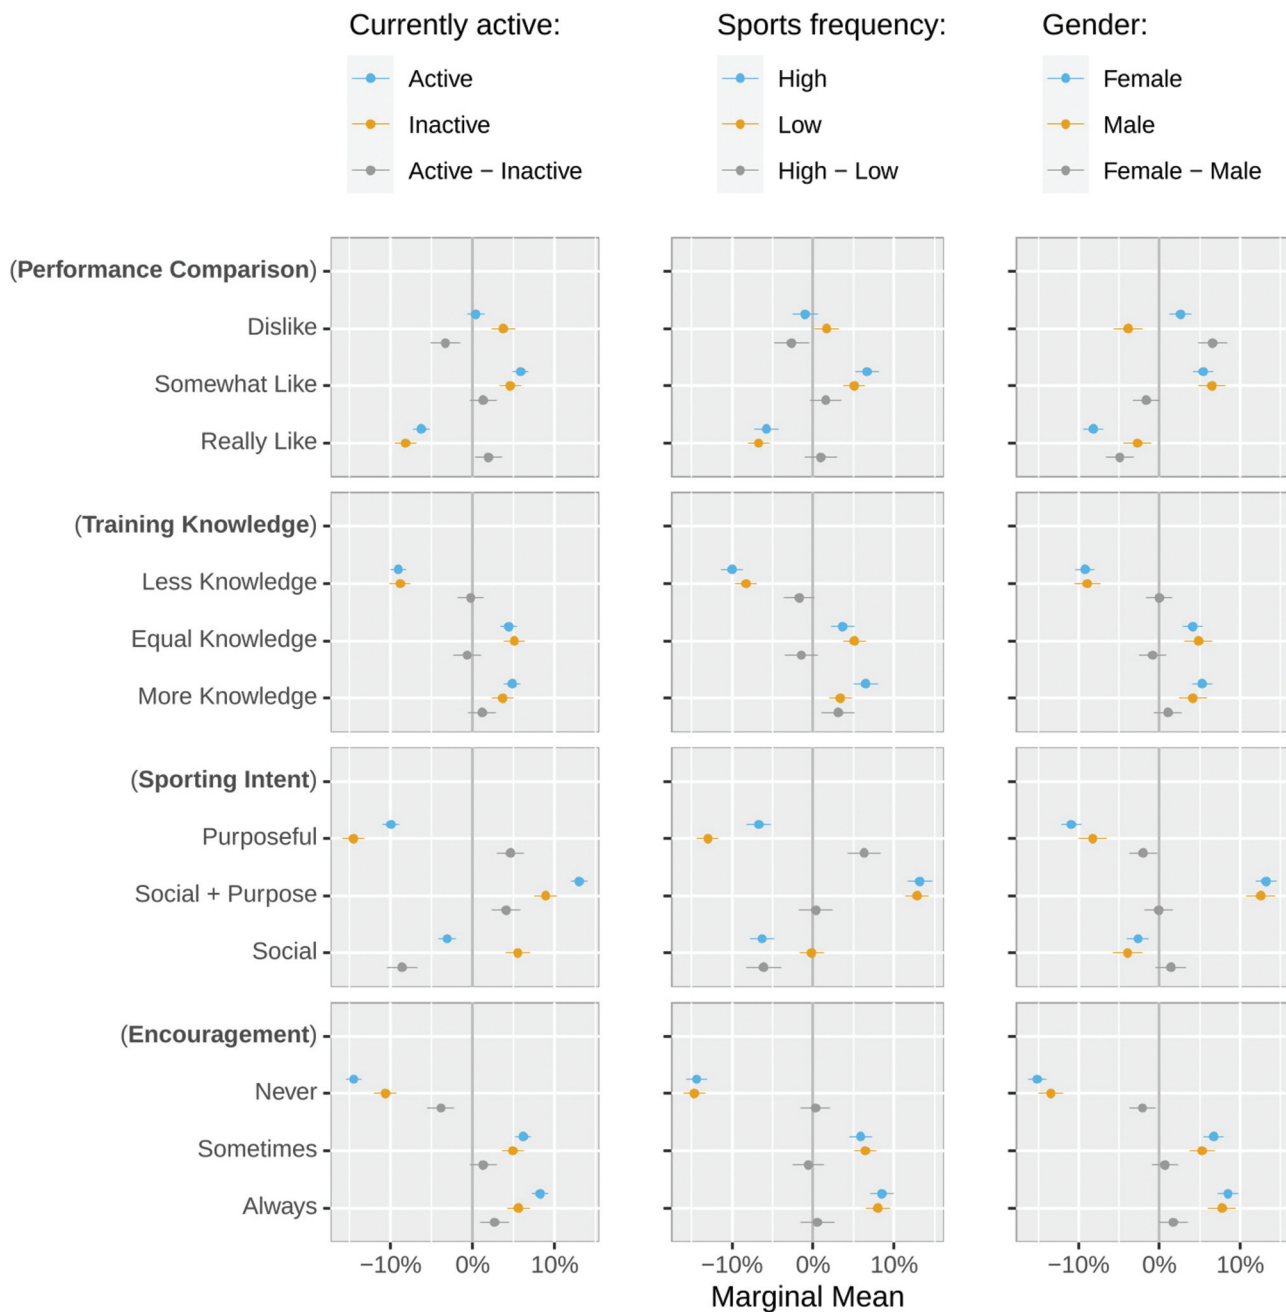 Currently active: Sports frequency: Gender:
Active High Female
Inactive Low Male
Active − Inactive High − Low Female − Male
(Performance Comparison)
Dislike
Somewhat Like
Really Like
(Training Knowledge)
Less Knowledge
Equal Knowledge
More Knowledge
(Sporting Intent)
Purposeful
Social + Purpose
Social
(Encouragement)
Never
Sometimes
Always
−10% 0% 10% −10% 0% 10% −10% 0% 10%
Marginal Mean